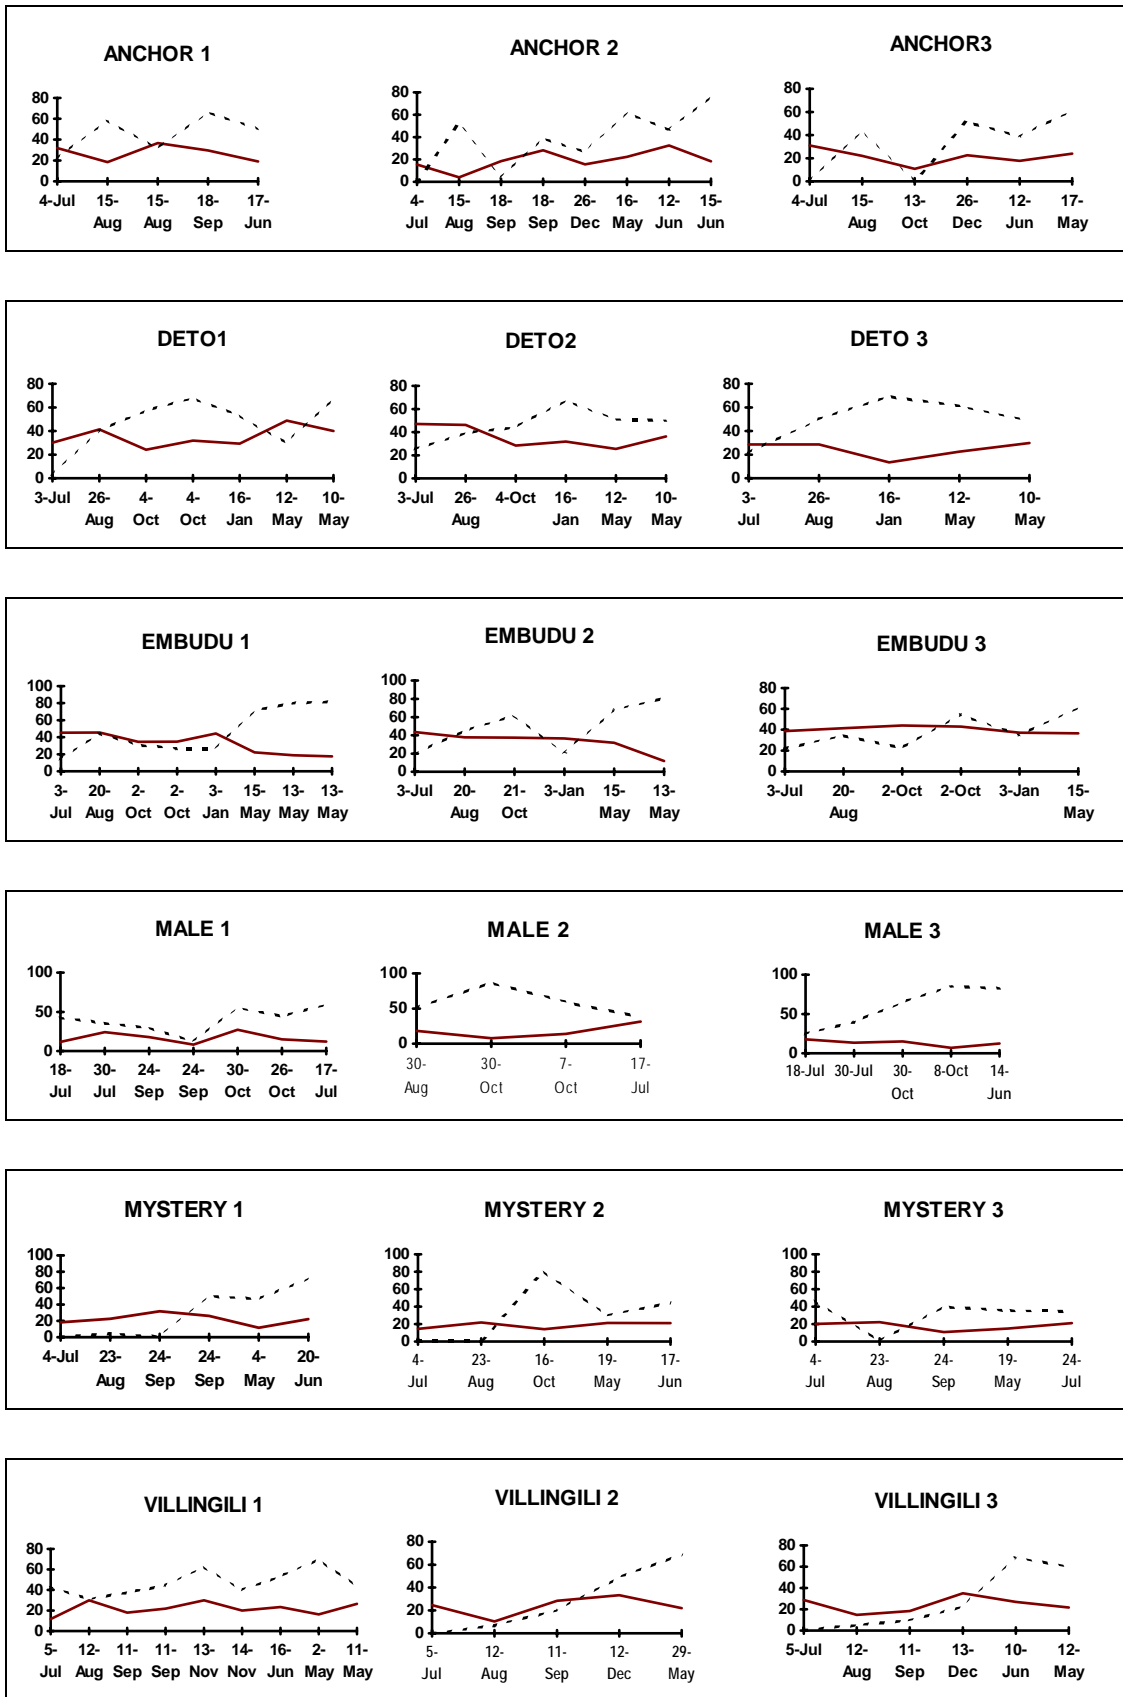 ANCHOR 1
80
60
40
20
0
4-Jul 15- 15- 18- 17-
Aug Aug Sep Jun
ANCHOR 2
80
60
40
20
0
4- 15- 18- 18- 26- 16- 12- 15-
Jul Aug Sep Sep Dec May Jun Jun
ANCHOR3
80
60
40
20
0
4-Jul 15- 13- 26- 12- 17-
Aug Oct Dec Jun May
DETO1
80
60
40
20
0
3-Jul 26- 4- 4- 16- 12- 10-
Aug Oct Oct Jan May May
DETO2
80
60
40
20
0
3-Jul 26- 4-Oct 16- 12- 10-
Aug Jan May May
DETO 3
80
60
40
20
0
3- 26- 16- 12- 10-
Jul Aug Jan May May
EMBUDU 1
100
80
60
40
20
0
3- 20- 2- 2- 3- 15- 13- 13-
Jul Aug Oct Oct Jan May May May
EMBUDU 2
100
80
60
40
20
0
3-Jul 20- 21- 3-Jan 15- 13-
Aug Oct May May
EMBUDU 3
80
60
40
20
0
3-Jul 20- 2-Oct 2-Oct 3-Jan 15-
Aug May
MALE 1
100
50
0
18- 30- 24- 24- 30- 26- 17-
Jul Jul Sep Sep Oct Oct Jul
MALE 2
100
50
0
30- 30- 7- 17-
Aug Oct Oct Jul
MALE 3
100
50
0
18-Jul 30-Jul 30- 8-Oct 14-
Oct Jun
MYSTERY 1
100
80
60
40
20
0
4-Jul 23- 24- 24- 4- 20-
Aug Sep Sep May Jun
MYSTERY 2
100
80
60
40
20
0
4- 23- 16- 19- 17-
Jul Aug Oct May Jun
MYSTERY 3
100
80
60
40
20
0
4- 23- 24- 19- 24-
Jul Aug Sep May Jul
VILLINGILI 1
80
60
40
20
0
5- 12- 11- 11- 13- 14- 16- 2- 11-
Jul Aug Sep Sep Nov Nov Jun May May
VILLINGILI 2
80
60
40
20
0
5- 12- 11- 12- 29-
Jul Aug Sep Dec May
VILLINGILI 3
80
60
40
20
0
5-Jul 12- 11- 13- 10- 12-
Aug Sep Dec Jun May